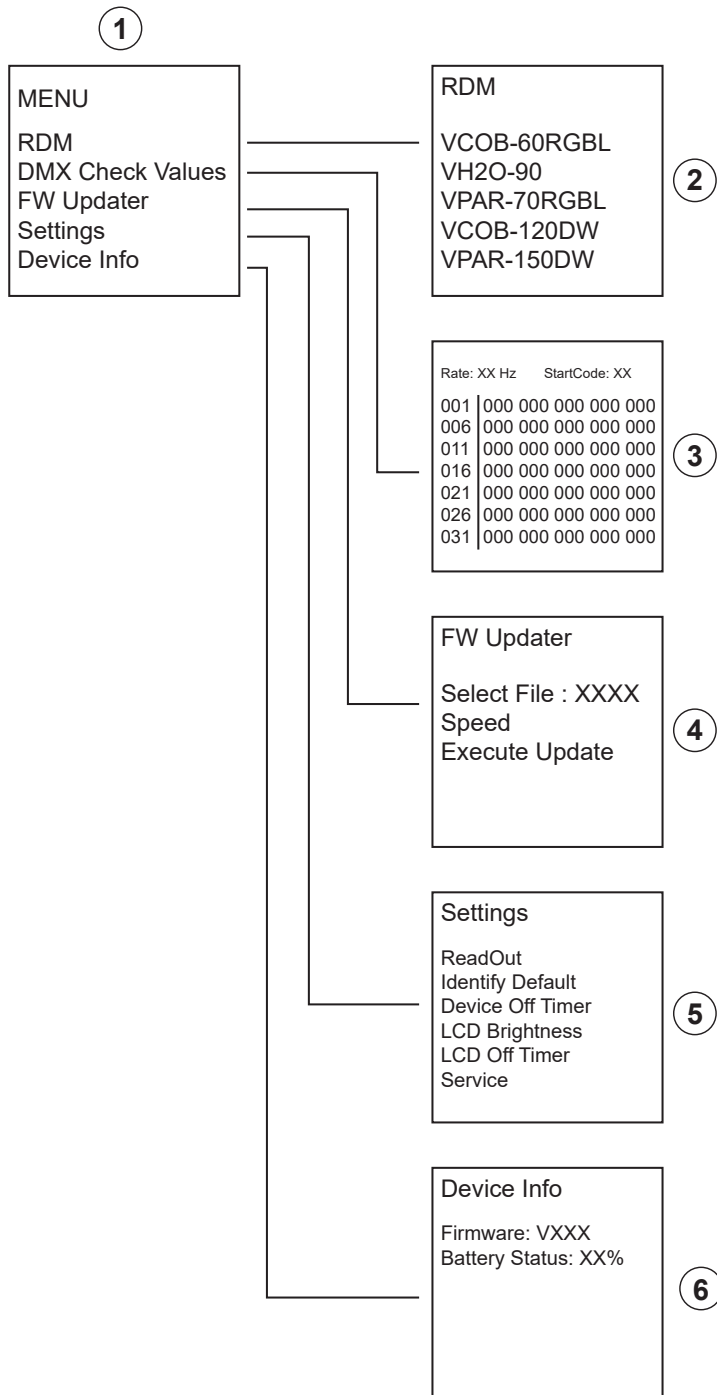 1
MENU
RDM
DMX Check Values
FW Updater
Settings
Device Info
RDM
VCOB-60RGBL
VH2O-90
VPAR-70RGBL
VCOB-120DW
VPAR-150DW
2
Rate: XX Hz StartCode: XX
001 000 000 000 000 000
006 000 000 000 000 000
011 000 000 000 000 000
016 000 000 000 000 000
021 000 000 000 000 000
026 000 000 000 000 000
031 000 000 000 000 000
3
FW Updater
Select File : XXXX
Speed
Execute Update
4
Settings
ReadOut
Identify Default
Device Off Timer
LCD Brightness
LCD Off Timer
Service
5
Device Info
Firmware: VXXX
Battery Status: XX%
6